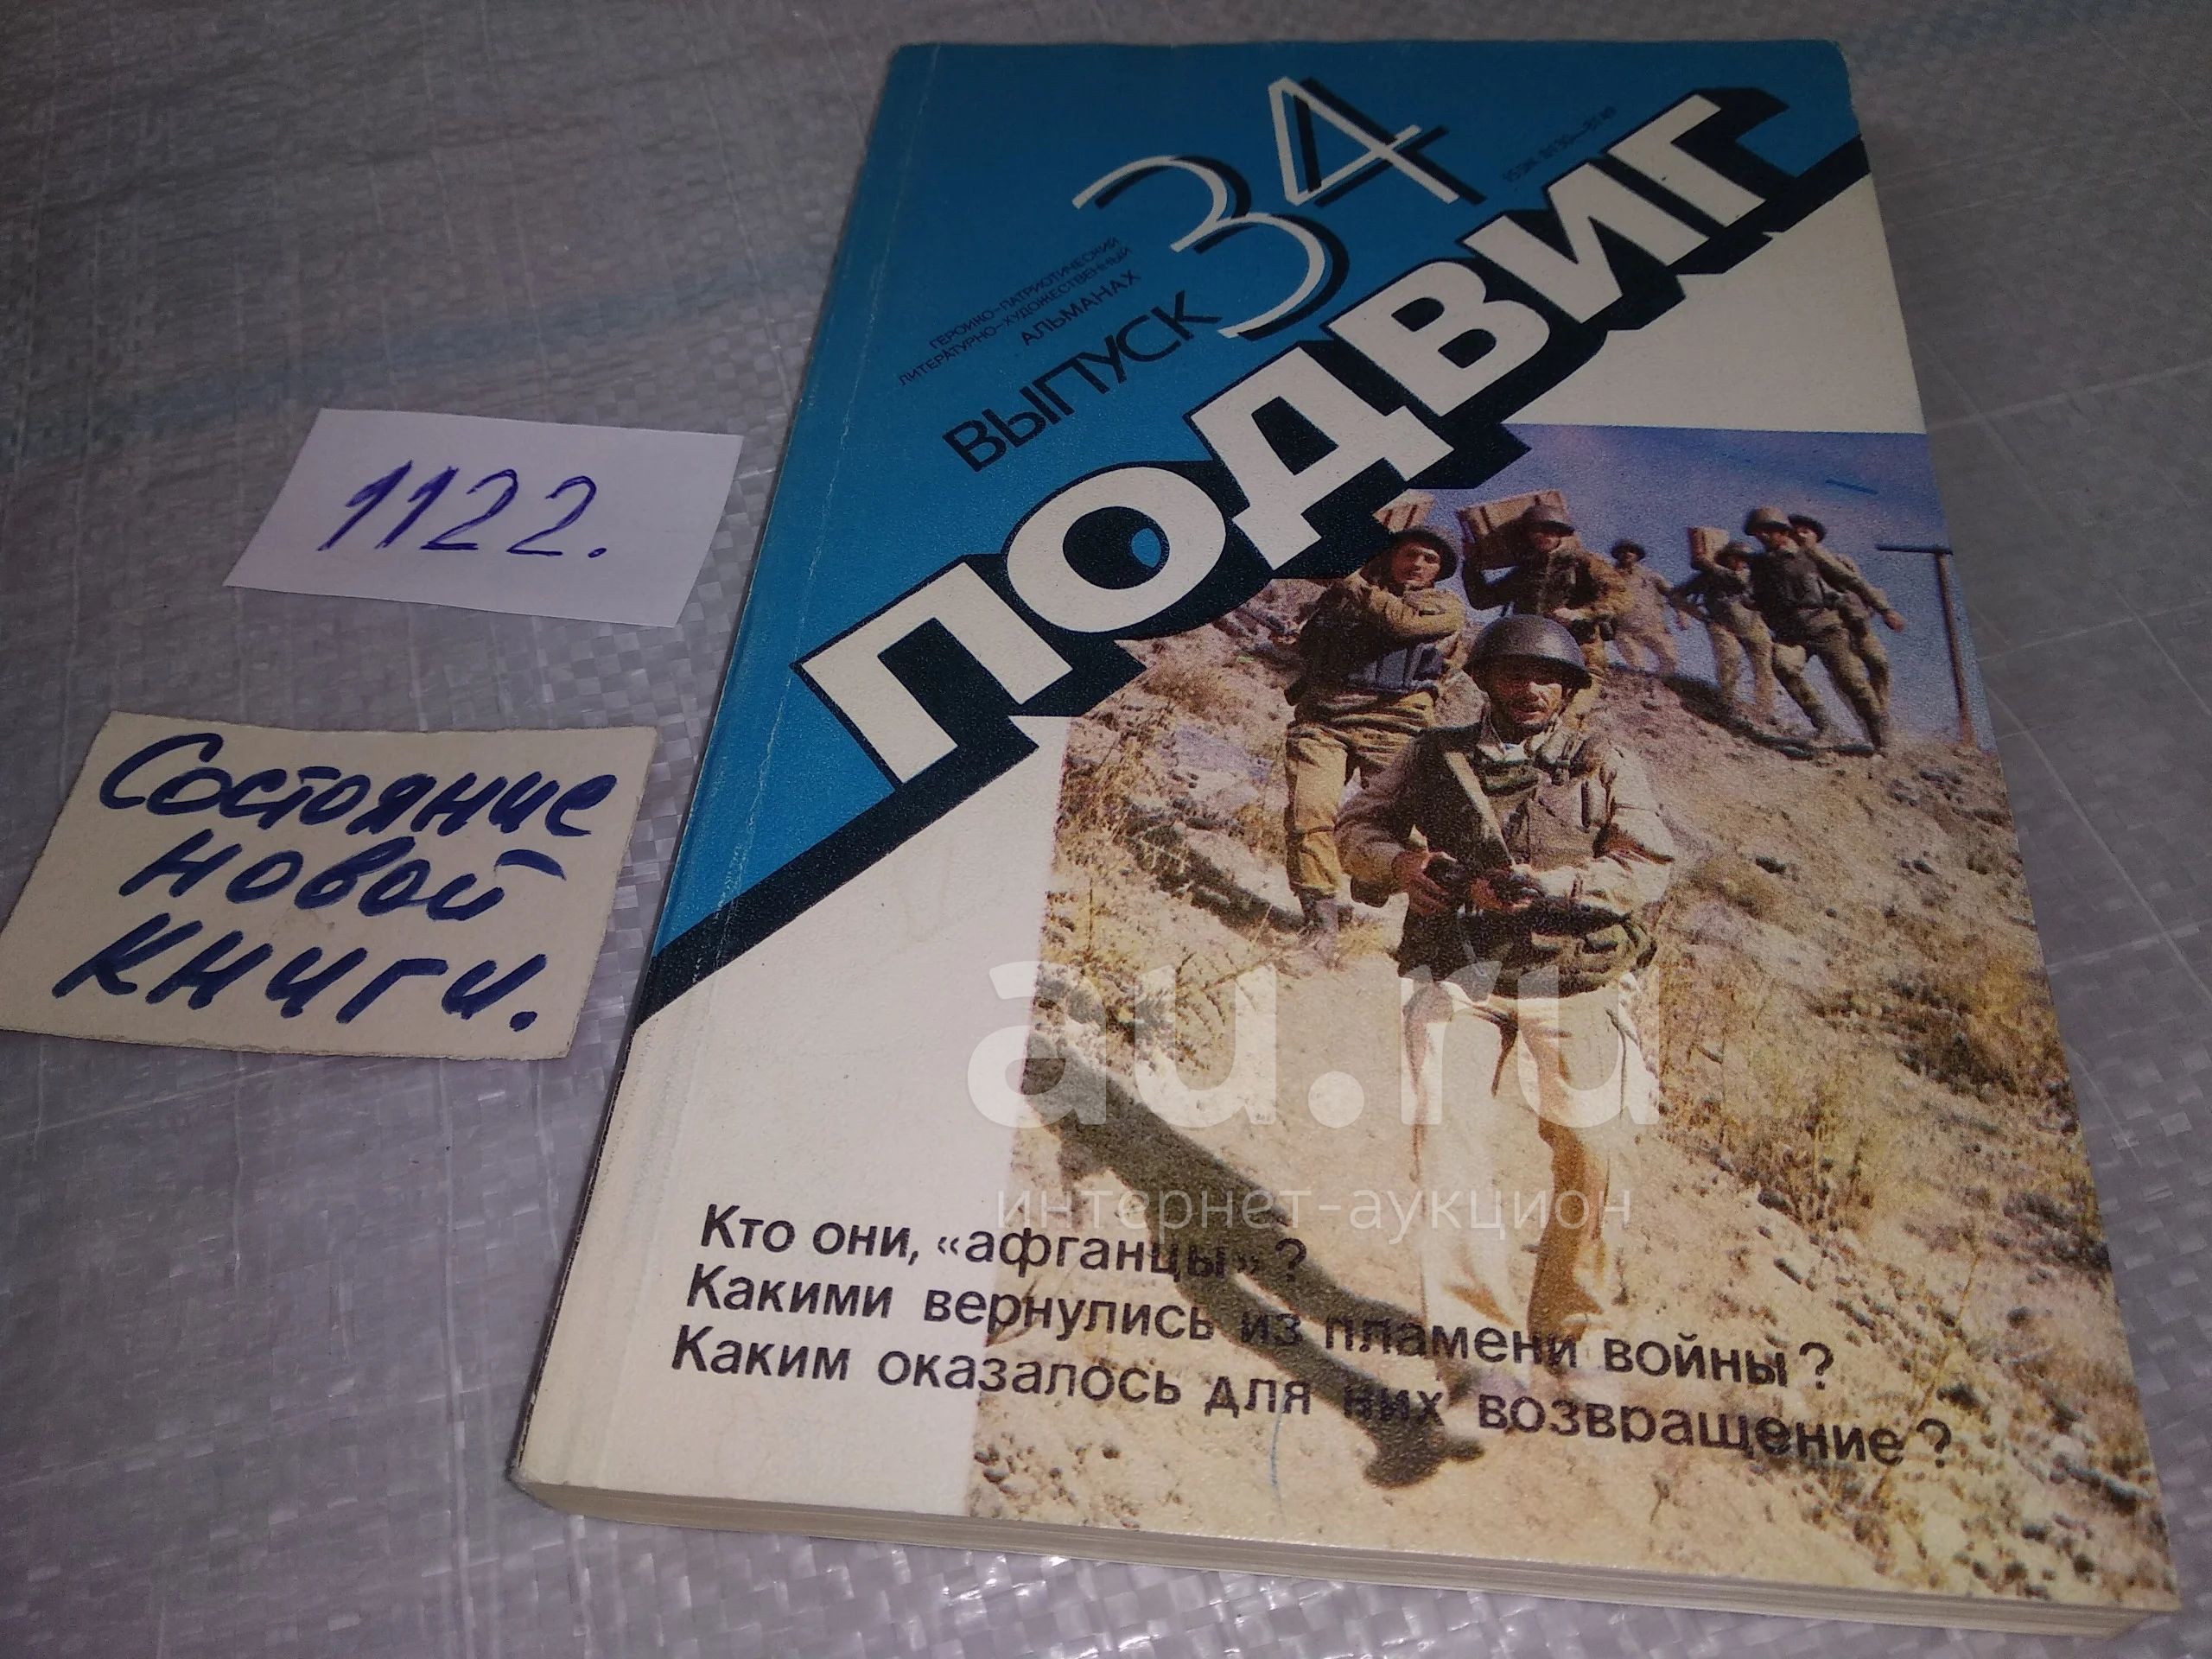 34
ГЕРОИКО-ПАТРИОТИЧЕСКИЙ
ЛИТЕРАТУРНО-ХУДОЖЕСТВЕННЫЙ
АЛЬМАНАХ
ВЫПУСК
ПОДВИГ
1122.
Состояние
новой
книги.
au.ru
интернет-аукцион
Кто они, «афганцы»?
Какими вернулись из пламени войны?
Каким оказалось для них возвращение?